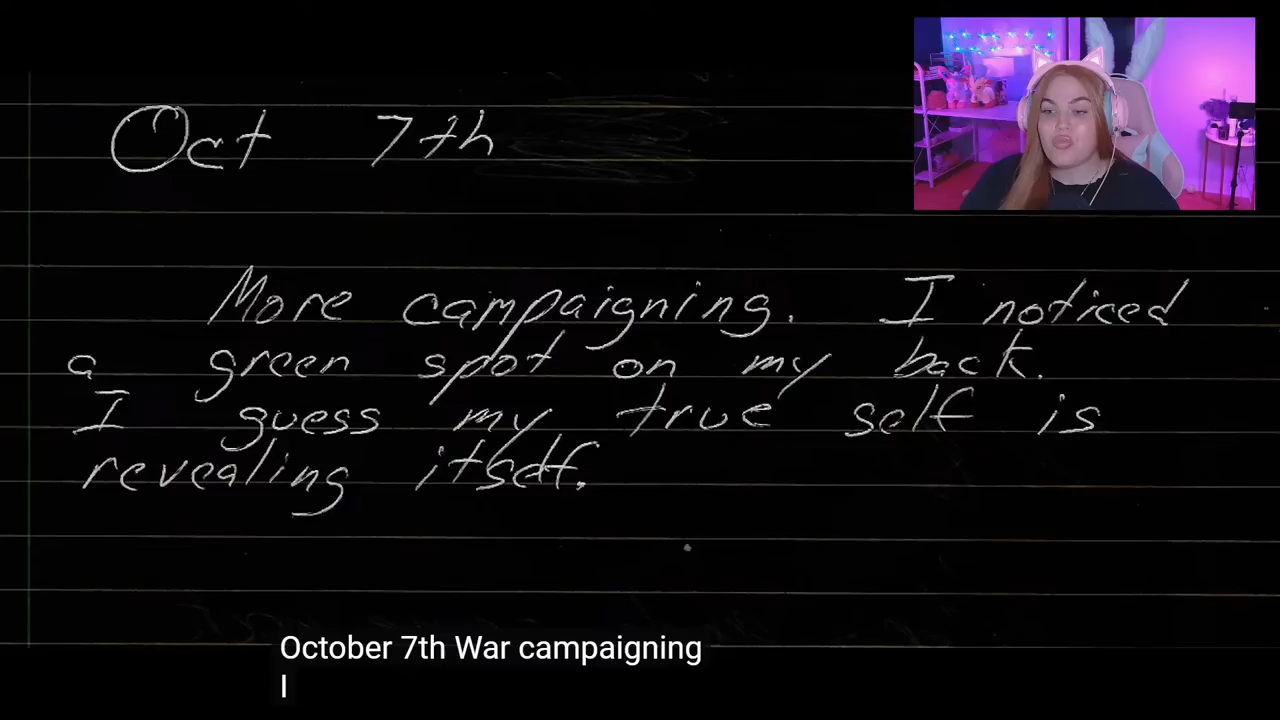 Oct 7th
More campaigning. I noticed
a green spot on my back.
I guess my true self is
revealing itself.
October 7th War campaigning
I